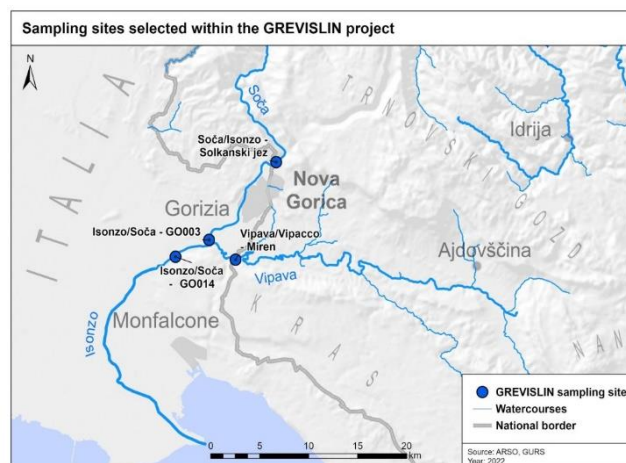 Sampling sites selected within the GREVISLIN project
N
Soča
TRNOVSKI GOZD
Idrija
Soča/Isonzo -
Solkanski jez
Nova
Gorica
ITALIA
Gorizia
Isonzo/Soča - GO003
Vipava/Vipacco
- Miren
Ajdovščina
Isonzo/Soča
- GO014
Vipava
Isonzo
Monfalcone
KRAS
NAN
GREVISLIN sampling site
Watercourses
National border
0 5 10 15 20
km
Source: ARSO, GURS
Year: 2022